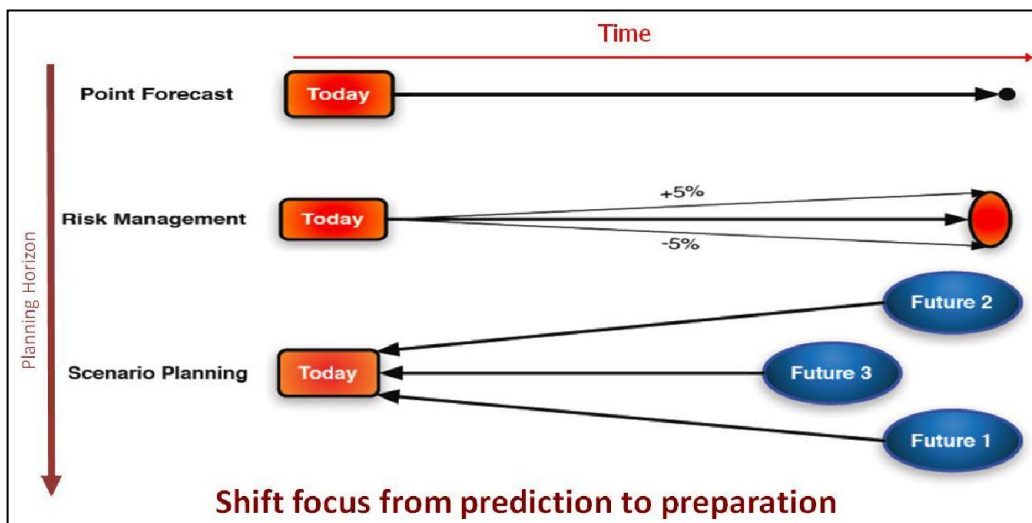 Time
Point Forecast
Today
Risk Management
Today
+5%
-5%
Planning Horizon
Scenario Planning
Today
Future 2
Future 3
Future 1
Shift focus from prediction to preparation